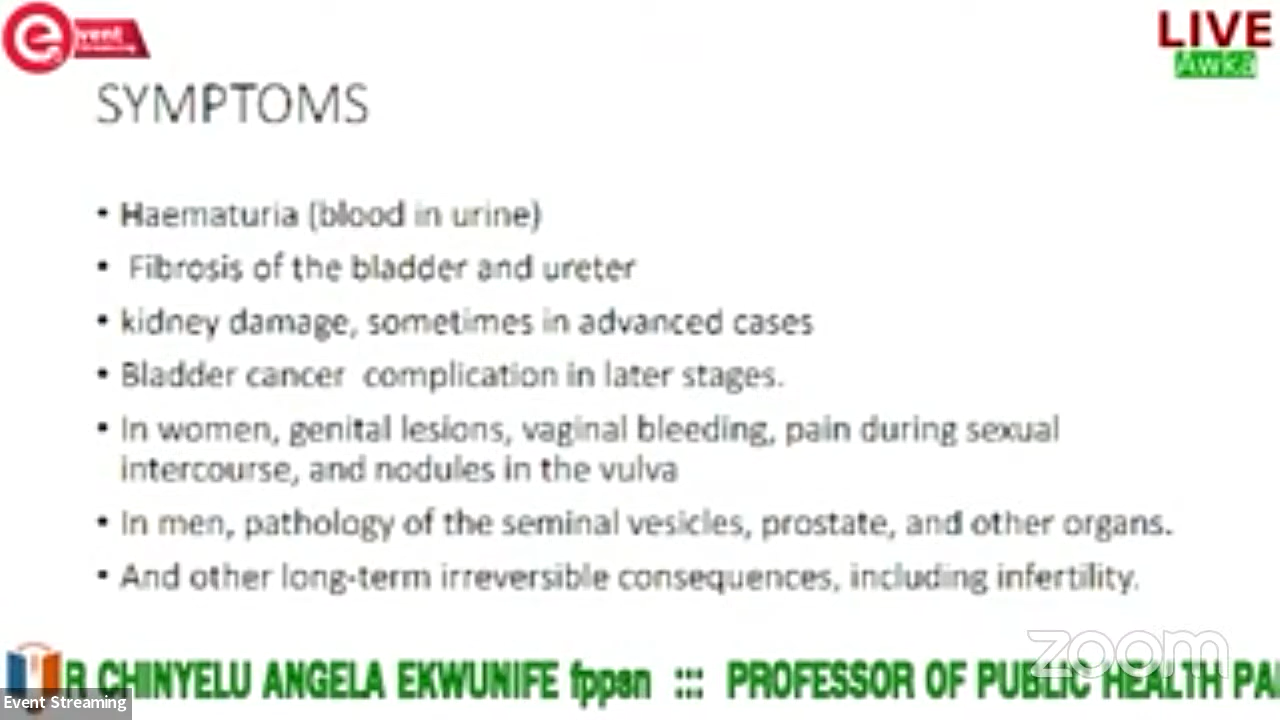 event
Streaming
LIVE
Awka
SYMPTOMS
• Haematuria (blood in urine)
• Fibrosis of the bladder and ureter
• kidney damage, sometimes in advanced cases
• Bladder cancer complication in later stages.
• In women, genital lesions, vaginal bleeding, pain during sexual
intercourse, and nodules in the vulva
• In men, pathology of the seminal vesicles, prostate, and other organs.
• And other long-term irreversible consequences, including infertility.
zoom
R CHINYELU ANGELA EKWUNIFE fppsn ::: PROFESSOR OF PUBLIC HEALTH PA
Event Streaming